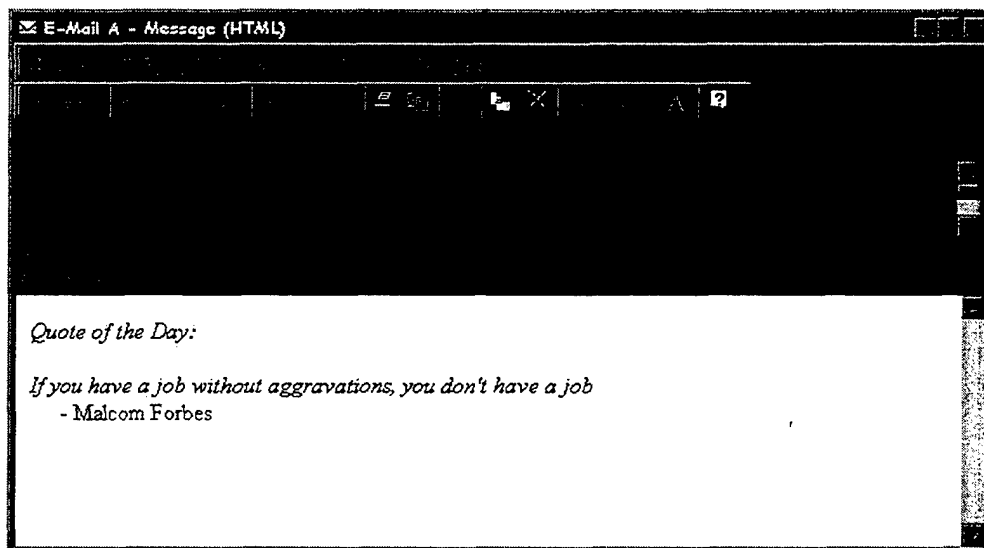 E-Mail A - Message (HTML)
Quote of the Day:
If you have a job without aggravations, you don't have a job
- Malcom Forbes